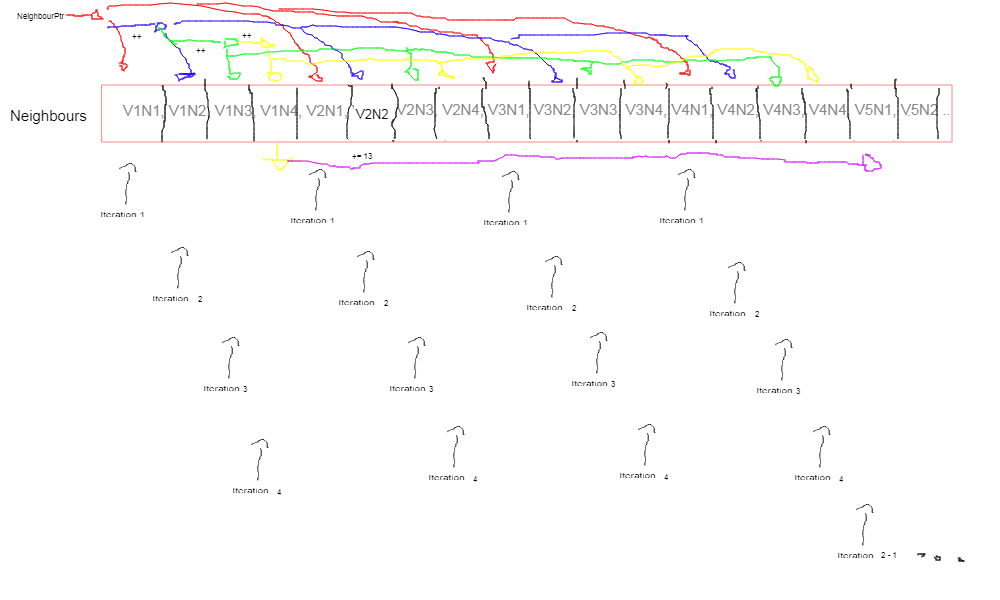 NeighbourPtr
++
++
++
Neighbours
V1N1, V1N2 V1N3 V1N4, V2N1, V2N2 V2N3 V2N4, V3N1, V3N2, V3N3, V3N4, V4N1, V4N2, V4N3, V4N4, V5N1, V5N2 ..
+= 13
Iteration 1 Iteration 1 Iteration 1 Iteration 1
Iteration 2 Iteration 2 Iteration 2 Iteration 2
Iteration 3 Iteration 3 Iteration 3 Iteration 3
Iteration 4 Iteration 4 Iteration 4 Iteration 4
Iteration 2 - 1